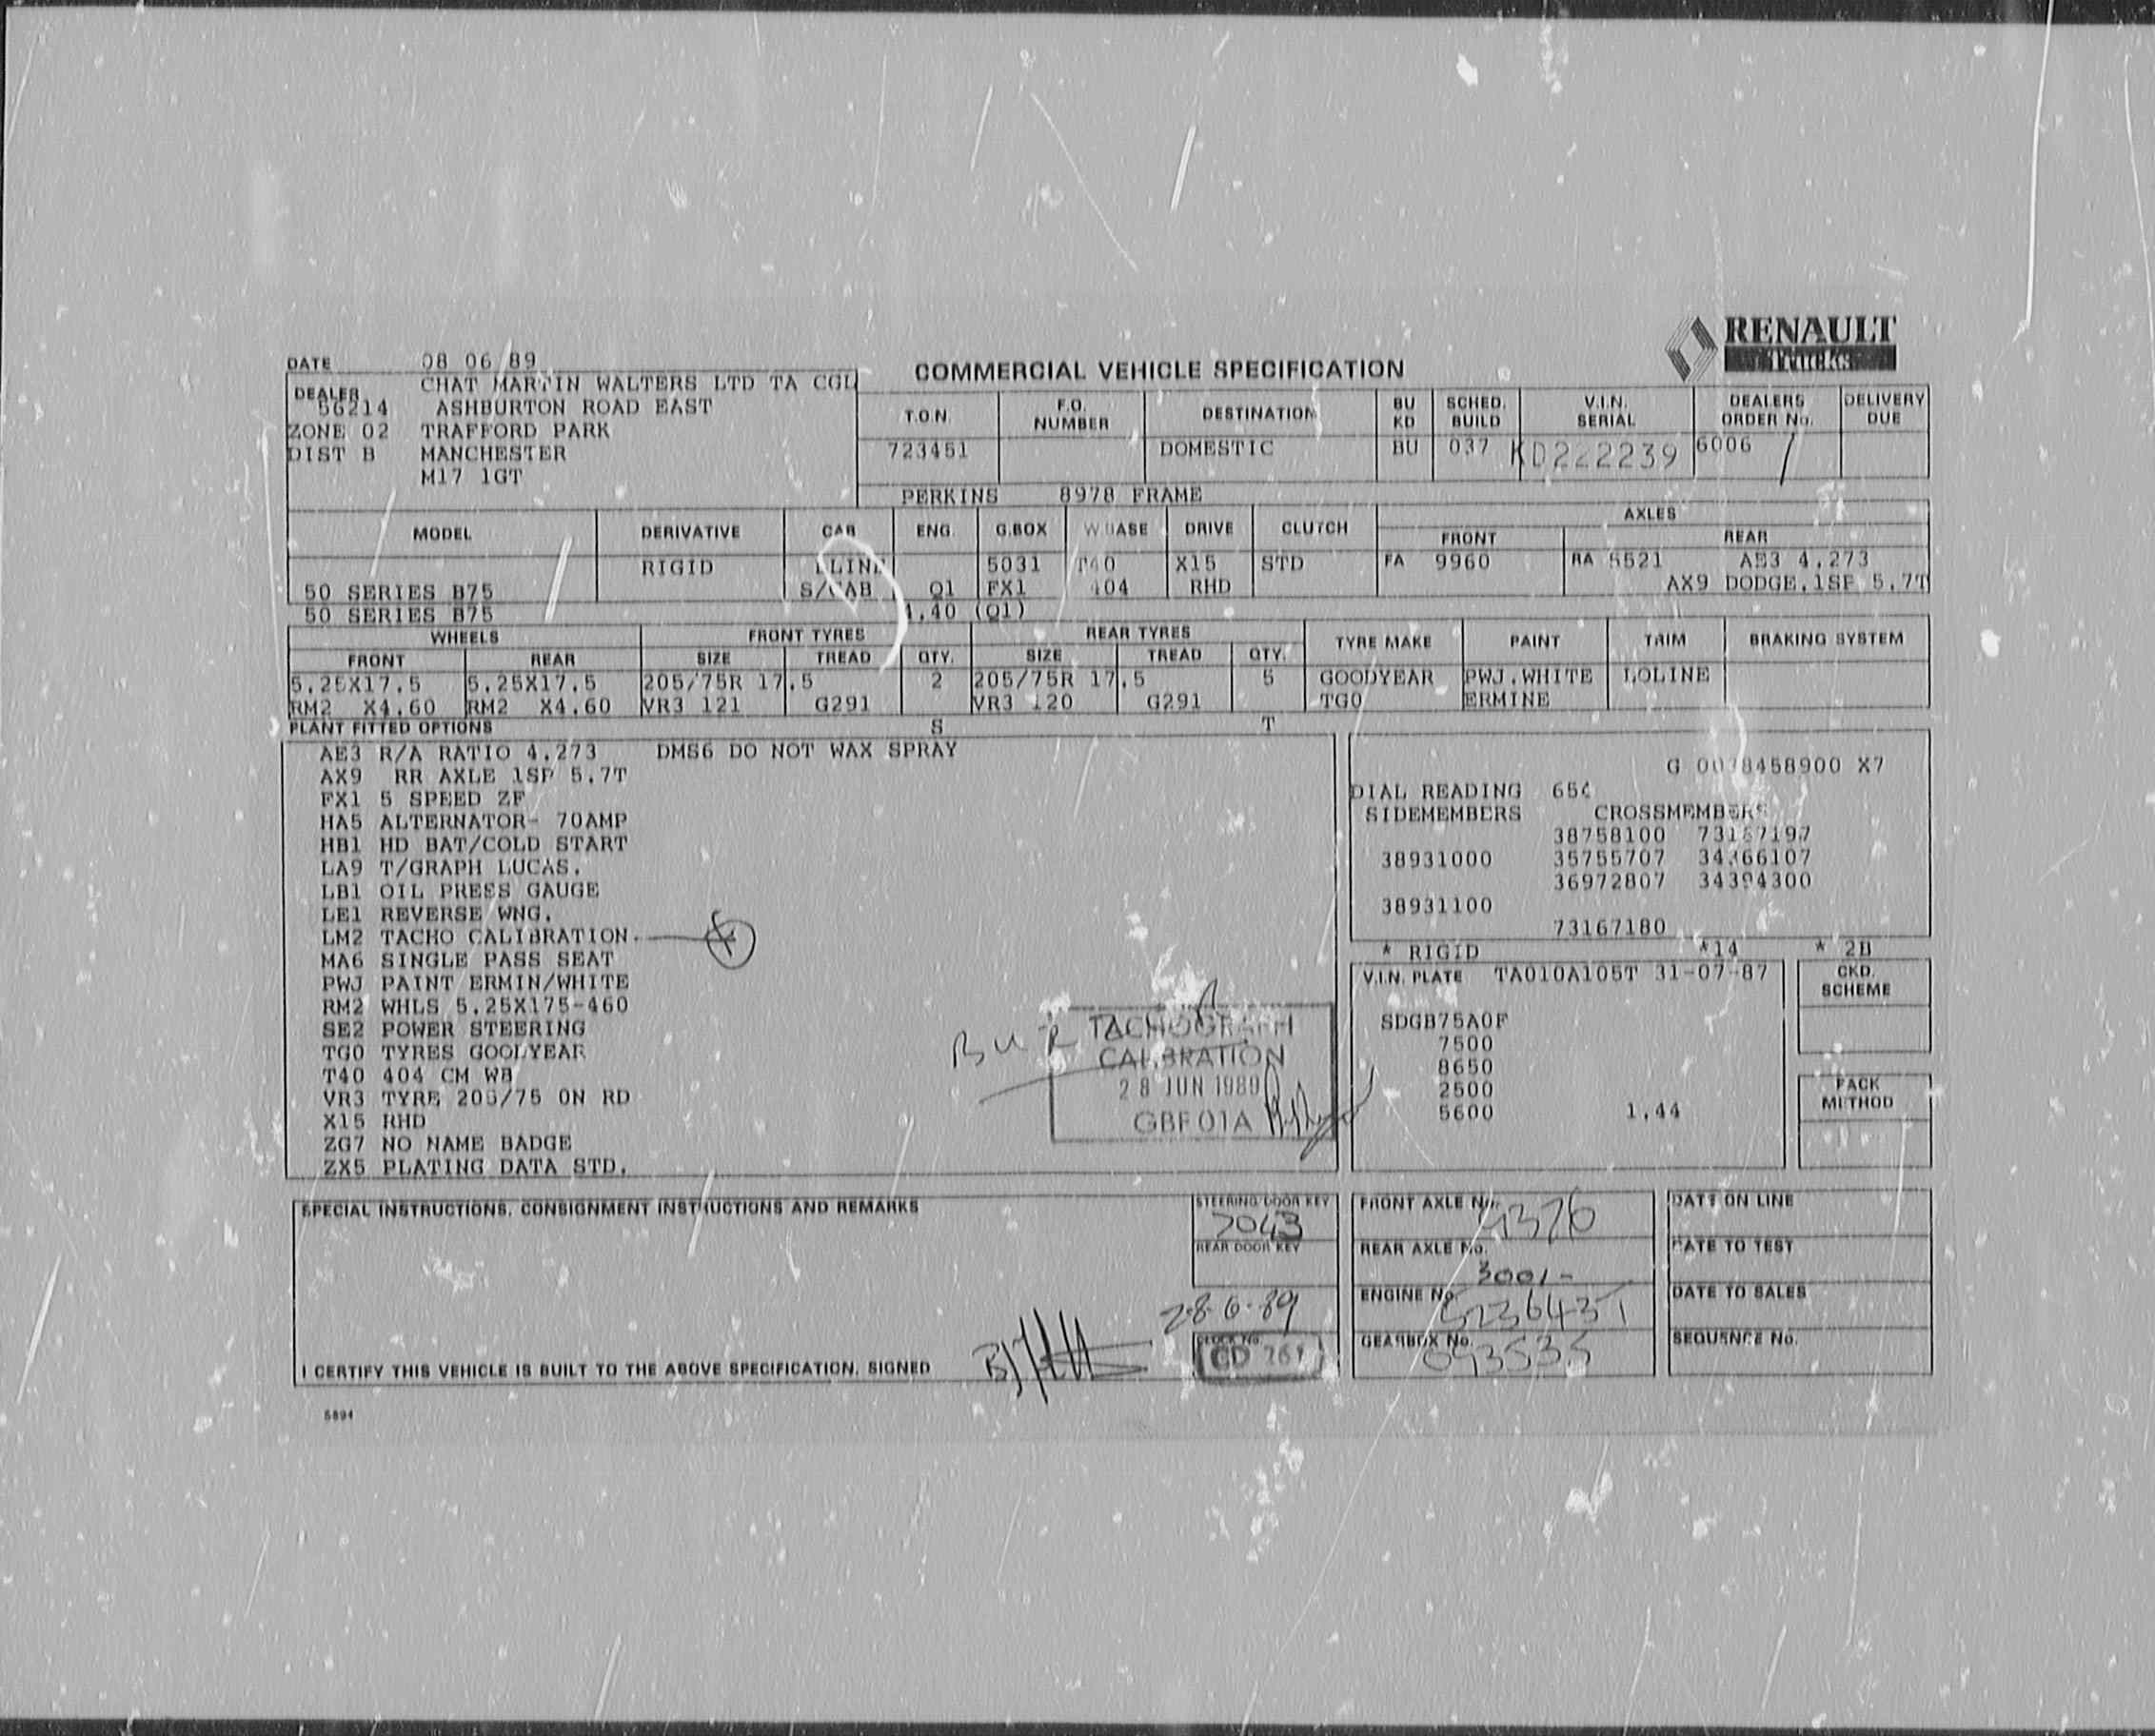 RENAULT
Trucks
COMMERCIAL VEHICLE SPECIFICATION
DATE 08 06 89
DEALER CHAT MARTIN WALTERS LTD TA CGL
56214 ASHBURTON ROAD EAST
ZONE 02 TRAFFORD PARK
DIST B MANCHESTER
M17 1GT
T.O.N. F.O. NUMBER DESTINATION BU KD SCHED. BUILD V.I.N. SERIAL DEALERS ORDER No. DELIVERY DUE
723451 DOMESTIC BU 037 KD222239 6006
PERKINS 8978 FRAME
MODEL DERIVATIVE CAB ENG. G.BOX W.BASE DRIVE CLUTCH AXLES
FRONT REAR
RIGID 5031 T40 X15 STD FA 9960 RA 5521 AE3 4.273
50 SERIES B75 S/CAB Q1 FX1 404 RHD AX9 DODGE.1SP 5.7T
50 SERIES B75 4.40 (Q1)
WHEELS FRONT TYRES REAR TYRES TYRE MAKE PAINT TRIM BRAKING SYSTEM
FRONT REAR SIZE TREAD QTY. SIZE TREAD QTY.
5.25X17.5 5.25X17.5 205/75R 17.5 2 205/75R 17.5 5 GOODYEAR PWJ.WHITE LOLINE
RM2 X4.60 RM2 X4.60 VR3 121 G291 VR3 120 G291 TG0 ERMINE
PLANT FITTED OPTIONS S T
AE3 R/A RATIO 4.273 DMS6 DO NOT WAX SPRAY
AX9 RR AXLE 1SP 5.7T
FX1 5 SPEED ZF
HA5 ALTERNATOR- 70AMP
HB1 HD BAT/COLD START
LA9 T/GRAPH LUCAS.
LB1 OIL PRESS GAUGE
LE1 REVERSE WNG.
LM2 TACHO CALIBRATION.
MA6 SINGLE PASS SEAT
PWJ PAINT ERMIN/WHITE
RM2 WHLS 5.25X175-460
SE2 POWER STEERING
TG0 TYRES GOODYEAR
T40 404 CM WB
VR3 TYRE 205/75 ON RD
X15 RHD
ZG7 NO NAME BADGE
ZX5 PLATING DATA STD.
TACHOGRAPH
CALIBRATION
28 JUN 1989
GBF01A
X7
DIAL READING
SIDEMEMBERS CROSSMEMBERS
38758100
38931000 35755707
36972807 34394300
38931100
73167180
* RIGID *14 * 2B
V.I.N. PLATE TA010A105T 31-07-87
SDGB75A0F
7500
8650
2500
5600 1.44
CKD. SCHEME
PACK METHOD
SPECIAL INSTRUCTIONS. CONSIGNMENT INSTRUCTIONS AND REMARKS
STEERING DOOR KEY
7043
REAR DOOR KEY
28-6-89
CLOCK No.
CD 261
I CERTIFY THIS VEHICLE IS BUILT TO THE ABOVE SPECIFICATION. SIGNED
FRONT AXLE No.
REAR AXLE No.
3001-
ENGINE No.
GEARBOX No.
093535
DATE ON LINE
DATE TO TEST
DATE TO SALES
SEQUENCE No.
5894